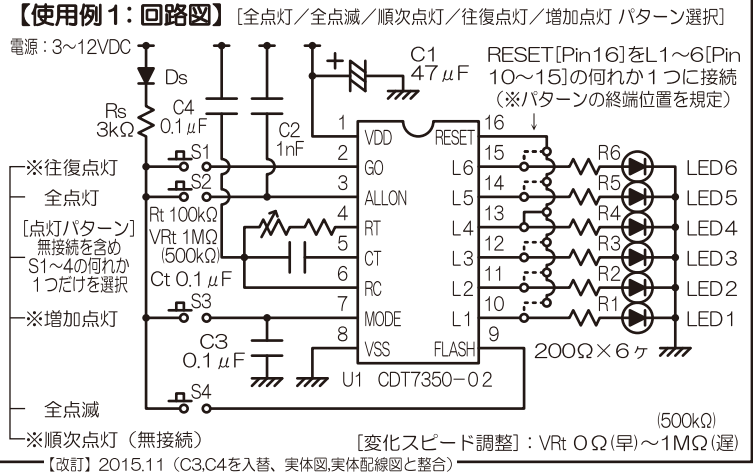 【使用例1：回路図】［全点灯／全点滅／順次点灯／往復点灯／増加点灯 パターン選択］
電源：3～12VDC
Ds
Rs
3kΩ
C4
0.1μF
C2
1nF
C1
47μF
RESET[Pin16]をL1～6[Pin
10～15]の何れか1つに接続
（※パターンの終端位置を規定）
↓
※往復点灯
全点灯
［点灯パターン］
無接続を含め
S1～4の何れか
1つだけを選択
※増加点灯
全点滅
※順次点灯（無接続）
S1
S2
S3
S4
Rt 100kΩ
VRt 1MΩ
(500kΩ)
Ct 0.1μF
C3
0.1μF
1 VDD
2 GO
3 ALLON
4 RT
5 CT
6 RC
7 MODE
8 VSS
16 RESET
15 L6
14 L5
13 L4
12 L3
11 L2
10 L1
9 FLASH
U1 CDT7350-02
R6 LED6
R5 LED5
R4 LED4
R3 LED3
R2 LED2
R1 LED1
200Ω×6ヶ
(500kΩ)
［変化スピード調整］：VRt 0Ω(早)～1MΩ(遅)
【改訂】2015.11（C3,C4を入替、実体図,実体配線図と整合）